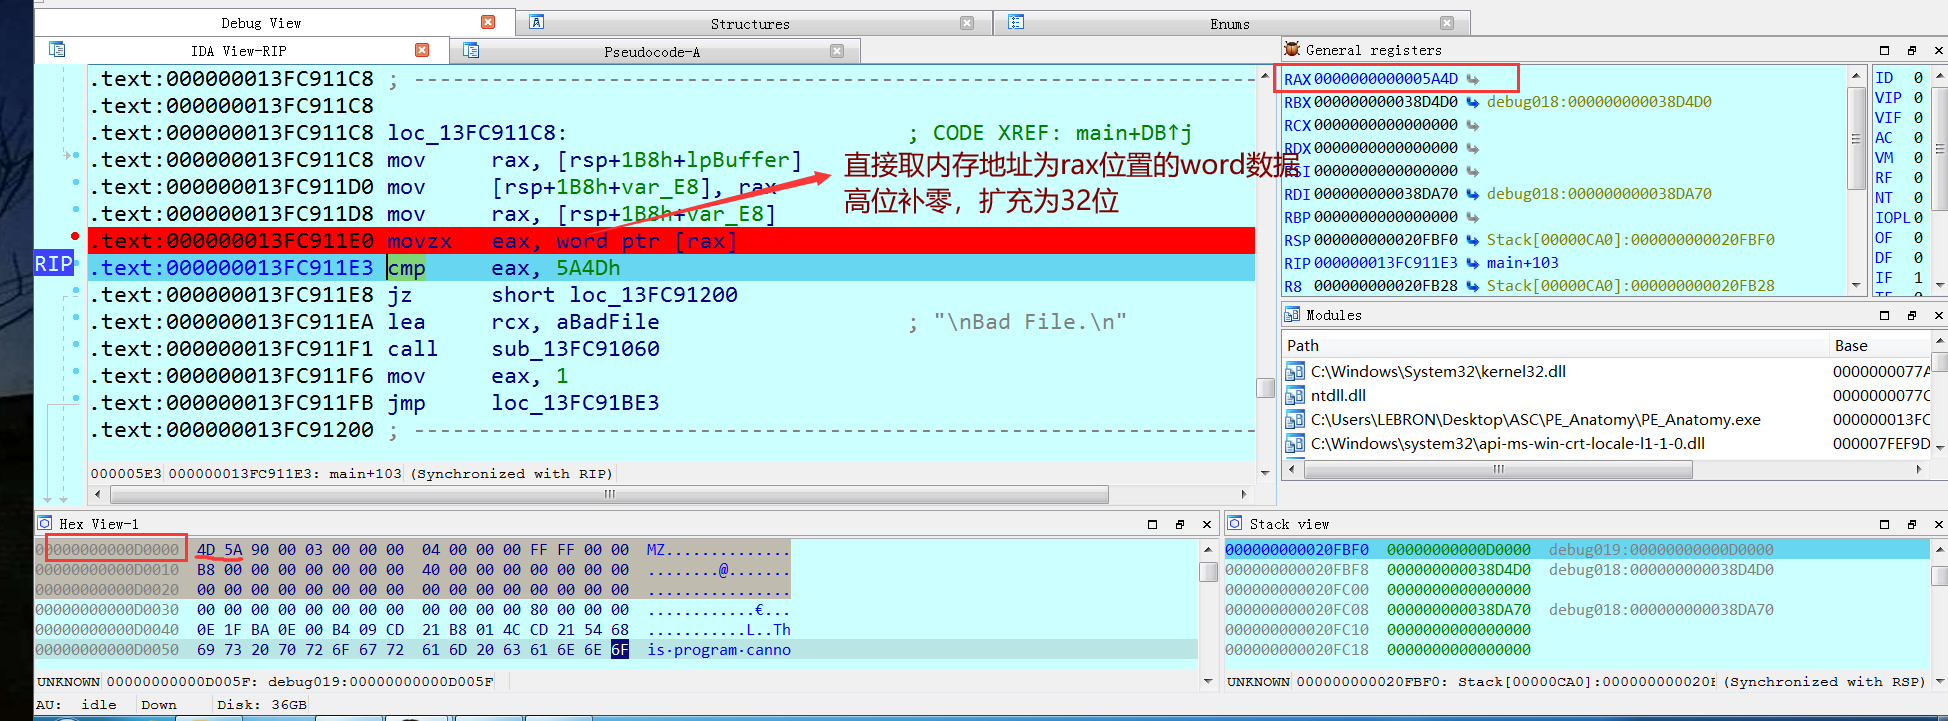 Debug View
Structures
Enums
IDA View-RIP
Pseudocode-A
.text:000000013FC911C8 ; ----------------------------------------------------------------
.text:000000013FC911C8
.text:000000013FC911C8 loc_13FC911C8: ; CODE XREF: main+DB↑j
.text:000000013FC911C8 mov rax, [rsp+1B8h+lpBuffer]
.text:000000013FC911D0 mov [rsp+1B8h+var_E8], rax
.text:000000013FC911D8 mov rax, [rsp+1B8h+var_E8]
.text:000000013FC911E0 movzx eax, word ptr [rax]
RIP
.text:000000013FC911E3 cmp eax, 5A4Dh
.text:000000013FC911E8 jz short loc_13FC91200
.text:000000013FC911EA lea rcx, aBadFile ; "\nBad File.\n"
.text:000000013FC911F1 call sub_13FC91060
.text:000000013FC911F6 mov eax, 1
.text:000000013FC911FB jmp loc_13FC91BE3
.text:000000013FC91200 ; ----------------------------------------------------------------
直接取内存地址为rax位置的word数据
高位补零，扩充为32位
000005E3 000000013FC911E3: main+103 (Synchronized with RIP)
General registers
RAX 0000000000005A4D
RBX 000000000038D4D0 debug018:000000000038D4D0
RCX 0000000000000000
RDX 0000000000000000
RSI 0000000000000000
RDI 000000000038DA70 debug018:000000000038DA70
RBP 0000000000000000
RSP 000000000020FBF0 Stack[00000CA0]:000000000020FBF0
RIP 000000013FC911E3 main+103
R8 000000000020FB28 Stack[00000CA0]:000000000020FB28
ID 0
VIP 0
VIF 0
AC 0
VM 0
RF 0
NT 0
IOPL 0
OF 0
DF 0
IF 1
Modules
Path Base
C:\Windows\System32\kernel32.dll 0000000077A
ntdll.dll 0000000077C
C:\Users\LEBRON\Desktop\ASC\PE_Anatomy\PE_Anatomy.exe 000000013FC
C:\Windows\system32\api-ms-win-crt-locale-l1-1-0.dll 000007FEF9D
Hex View-1
00000000000D0000 4D 5A 90 00 03 00 00 00 04 00 00 00 FF FF 00 00 MZ..............
00000000000D0010 B8 00 00 00 00 00 00 00 40 00 00 00 00 00 00 00 ........@.......
00000000000D0020 00 00 00 00 00 00 00 00 00 00 00 00 00 00 00 00 ................
00000000000D0030 00 00 00 00 00 00 00 00 00 00 00 00 80 00 00 00 ............€...
00000000000D0040 0E 1F BA 0E 00 B4 09 CD 21 B8 01 4C CD 21 54 68 ...........L..Th
00000000000D0050 69 73 20 70 72 6F 67 72 61 6D 20 63 61 6E 6E 6F is·program·canno
UNKNOWN 00000000000D005F: debug019:00000000000D005F
Stack view
000000000020FBF0 00000000000D0000 debug019:00000000000D0000
000000000020FBF8 000000000038D4D0 debug018:000000000038D4D0
000000000020FC00 0000000000000000
000000000020FC08 000000000038DA70 debug018:000000000038DA70
000000000020FC10 0000000000000000
000000000020FC18 0000000000000000
UNKNOWN 000000000020FBF0: Stack[00000CA0]:000000000020 (Synchronized with RSP)
AU: idle Down Disk: 36GB